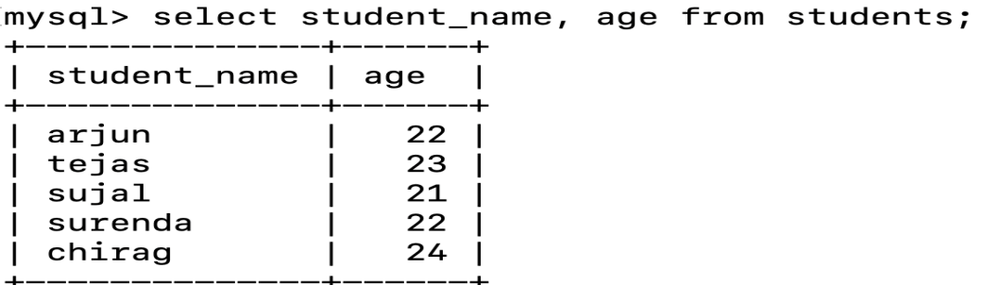 mysql> select student_name, age from students;
+--------------+------+
| student_name | age  |
+--------------+------+
| arjun        |   22 |
| tejas        |   23 |
| sujal        |   21 |
| surenda      |   22 |
| chirag       |   24 |
+--------------+------+